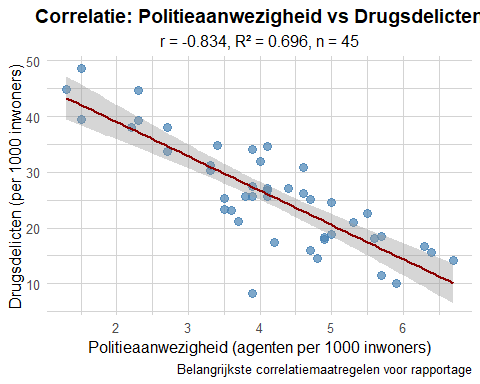 Correlatie: Politieaanwezigheid vs Drugsdelicten
r = -0.834, R² = 0.696, n = 45
Drugsdelicten (per 1000 inwoners)
50
40
30
20
10
2 3 4 5 6
Politieaanwezigheid (agenten per 1000 inwoners)
Belangrijkste correlatiemaatregelen voor rapportage